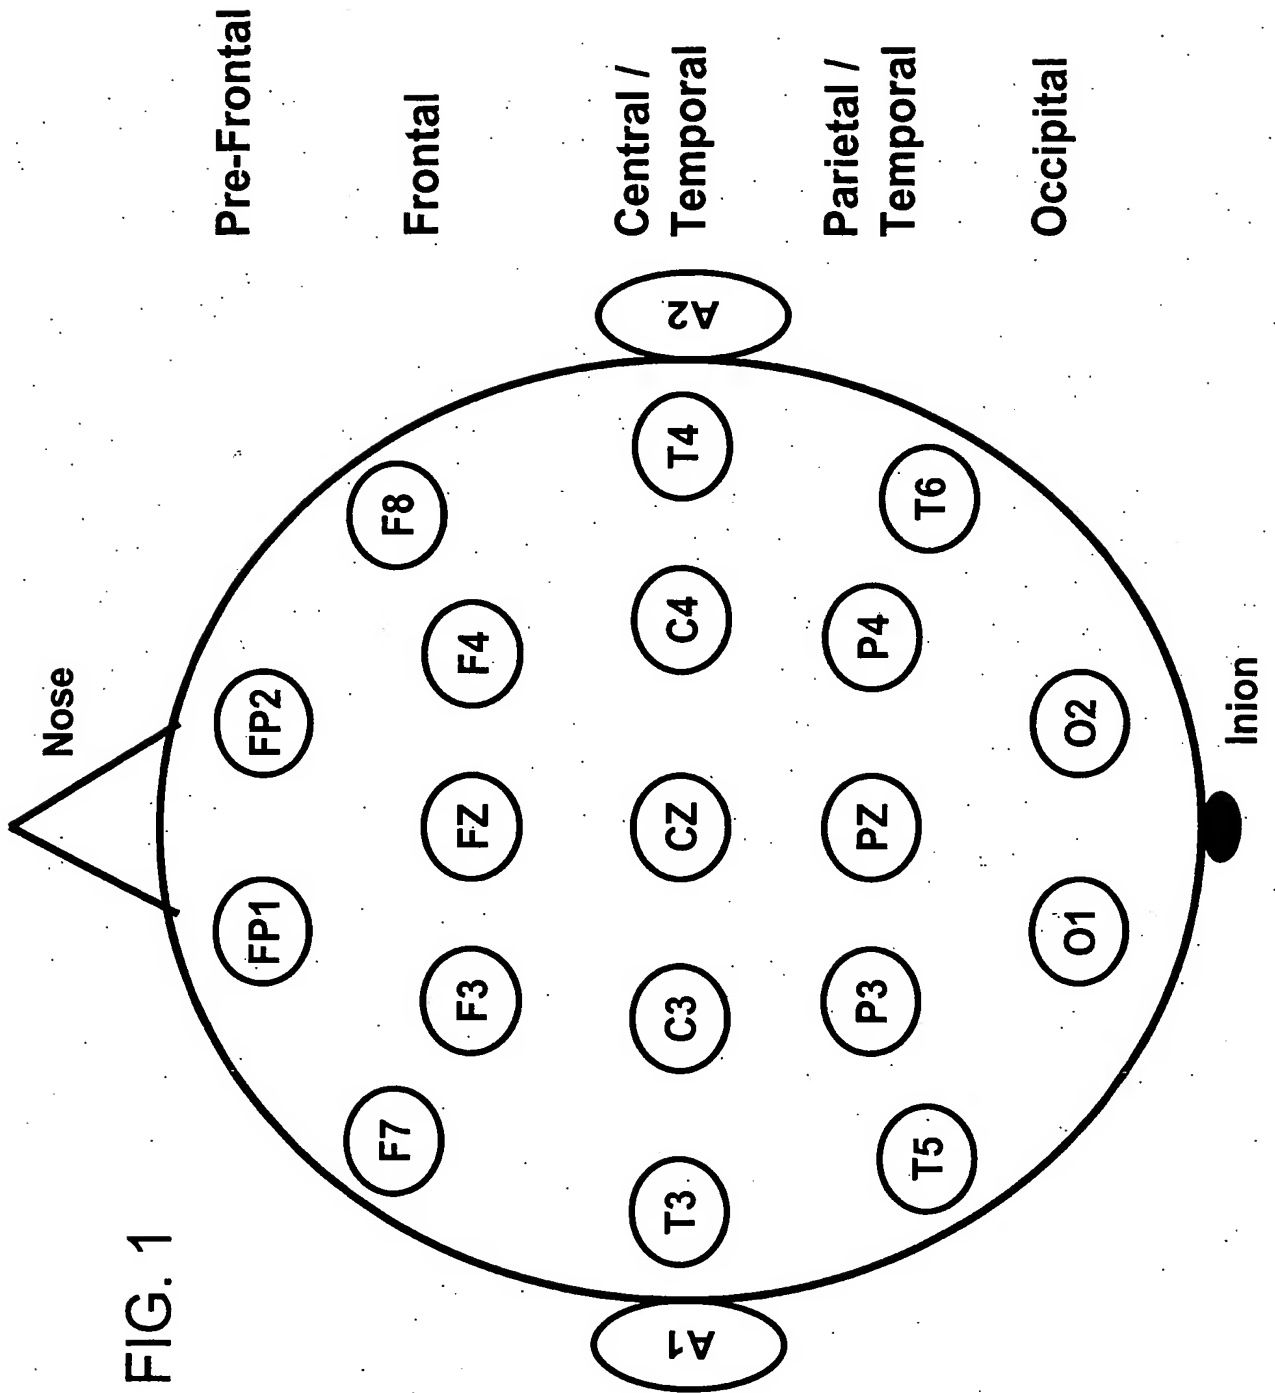 Nose
FIG. 1
FP1 FP2 Pre-Frontal
F7 F8 Frontal
F3 FZ F4
Central /
A1 T3 C3 CZ C4 T4 A2 Temporal
Parietal /
P3 PZ P4 Temporal
T5 T6
O1 O2 Occipital
Inion